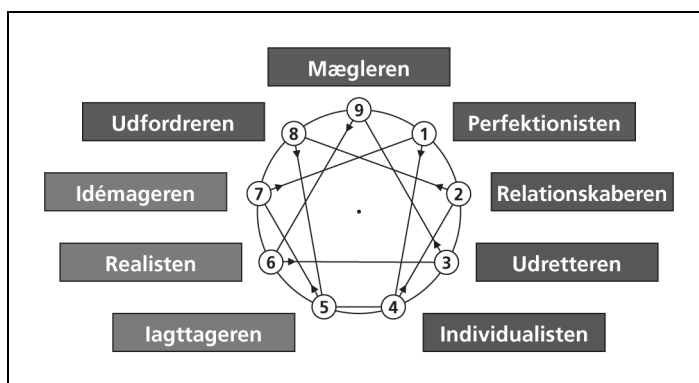 Mægleren
Udfordreren
9
Perfektionisten
8
1
Idémageren
7
2
Relationskaberen
Realisten
6
3
Udretteren
Iagttageren
5
4
Individualisten